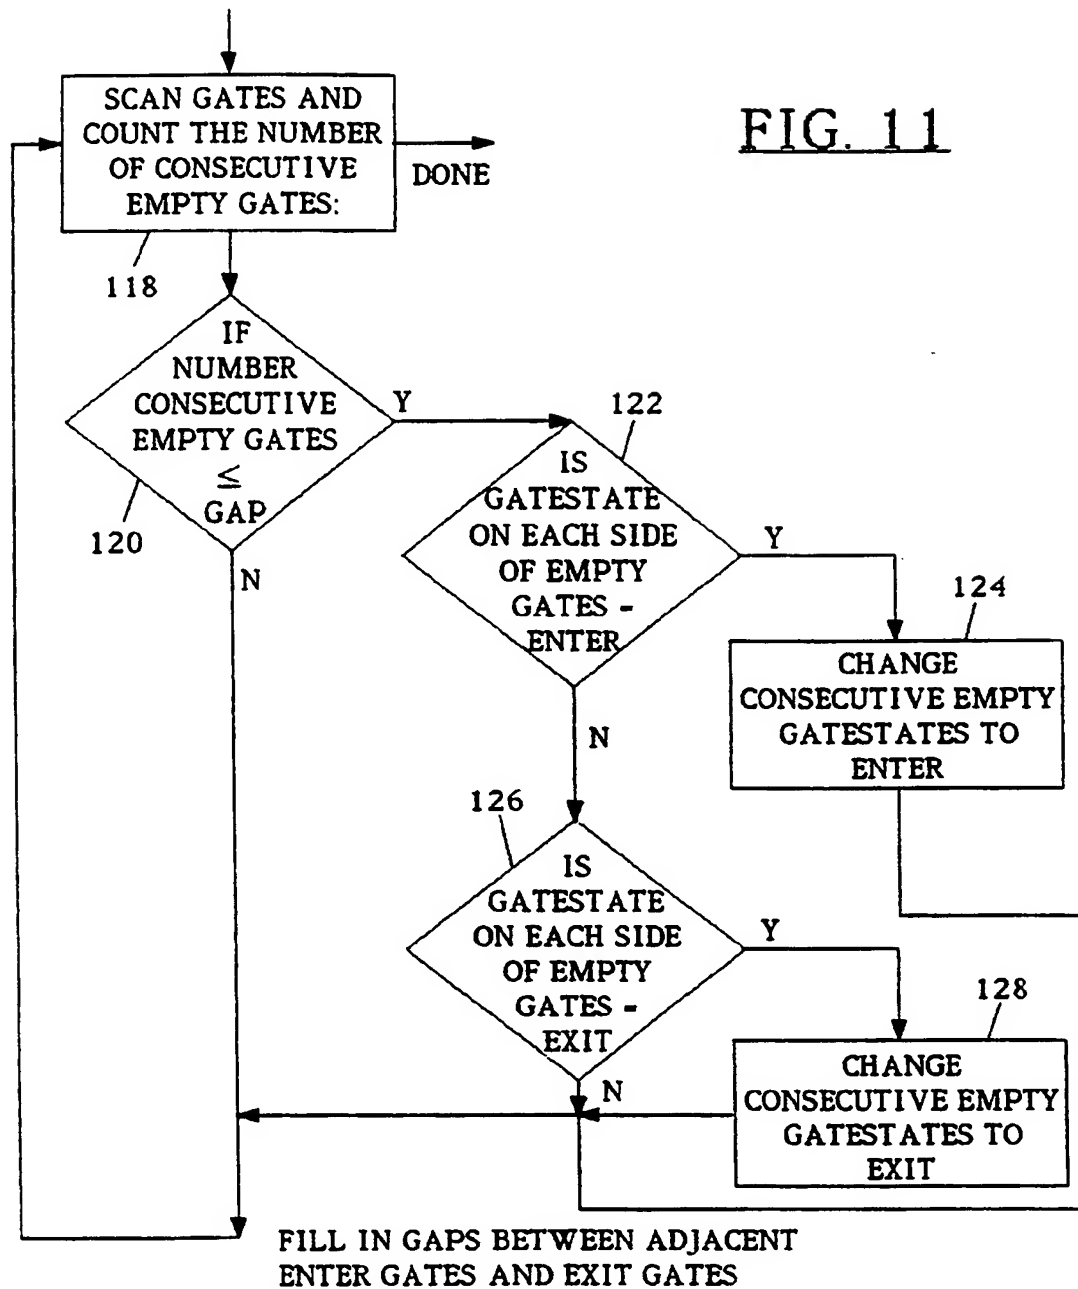 FIG. 11
SCAN GATES AND
COUNT THE NUMBER
OF CONSECUTIVE
EMPTY GATES:
DONE
118
IF
NUMBER
CONSECUTIVE
EMPTY GATES
≤
GAP
Y
120
N
122
IS
GATESTATE
ON EACH SIDE
OF EMPTY
GATES -
ENTER
Y
124
CHANGE
CONSECUTIVE EMPTY
GATESTATES TO
ENTER
N
126
IS
GATESTATE
ON EACH SIDE
OF EMPTY
GATES -
EXIT
Y
128
CHANGE
CONSECUTIVE EMPTY
GATESTATES TO
EXIT
N
FILL IN GAPS BETWEEN ADJACENT
ENTER GATES AND EXIT GATES